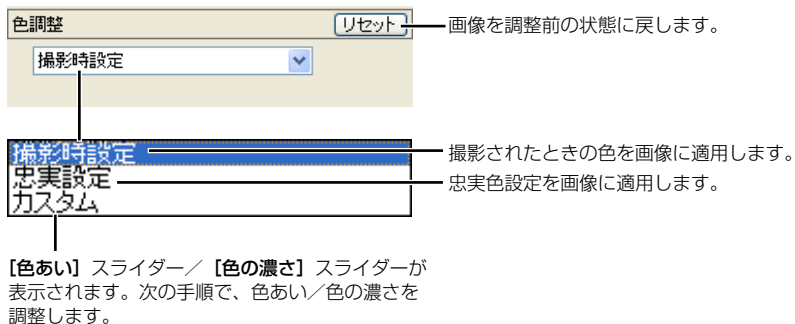 色調整
リセット
画像を調整前の状態に戻します。
撮影時設定
撮影時設定
撮影されたときの色を画像に適用します。
忠実設定
忠実色設定を画像に適用します。
カスタム
[色あい] スライダー／ [色の濃さ] スライダーが
表示されます。次の手順で、色あい／色の濃さを
調整します。